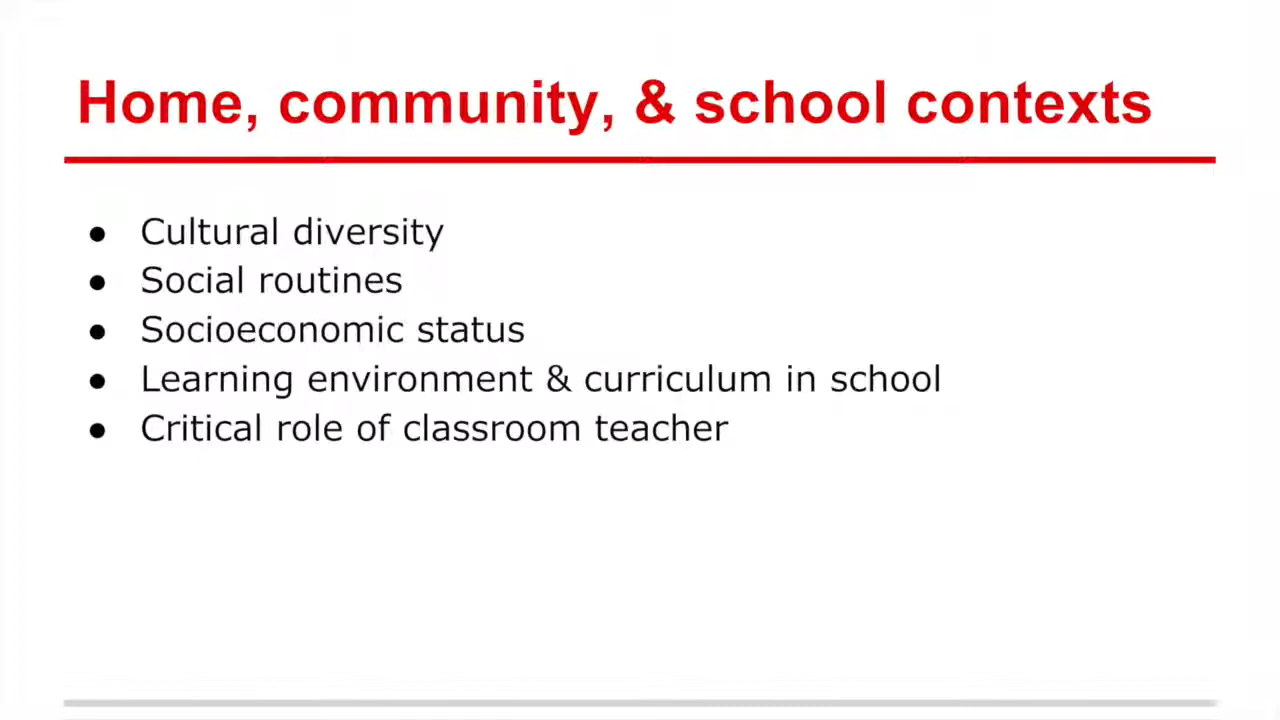 Home, community, & school contexts
● Cultural diversity
● Social routines
● Socioeconomic status
● Learning environment & curriculum in school
● Critical role of classroom teacher